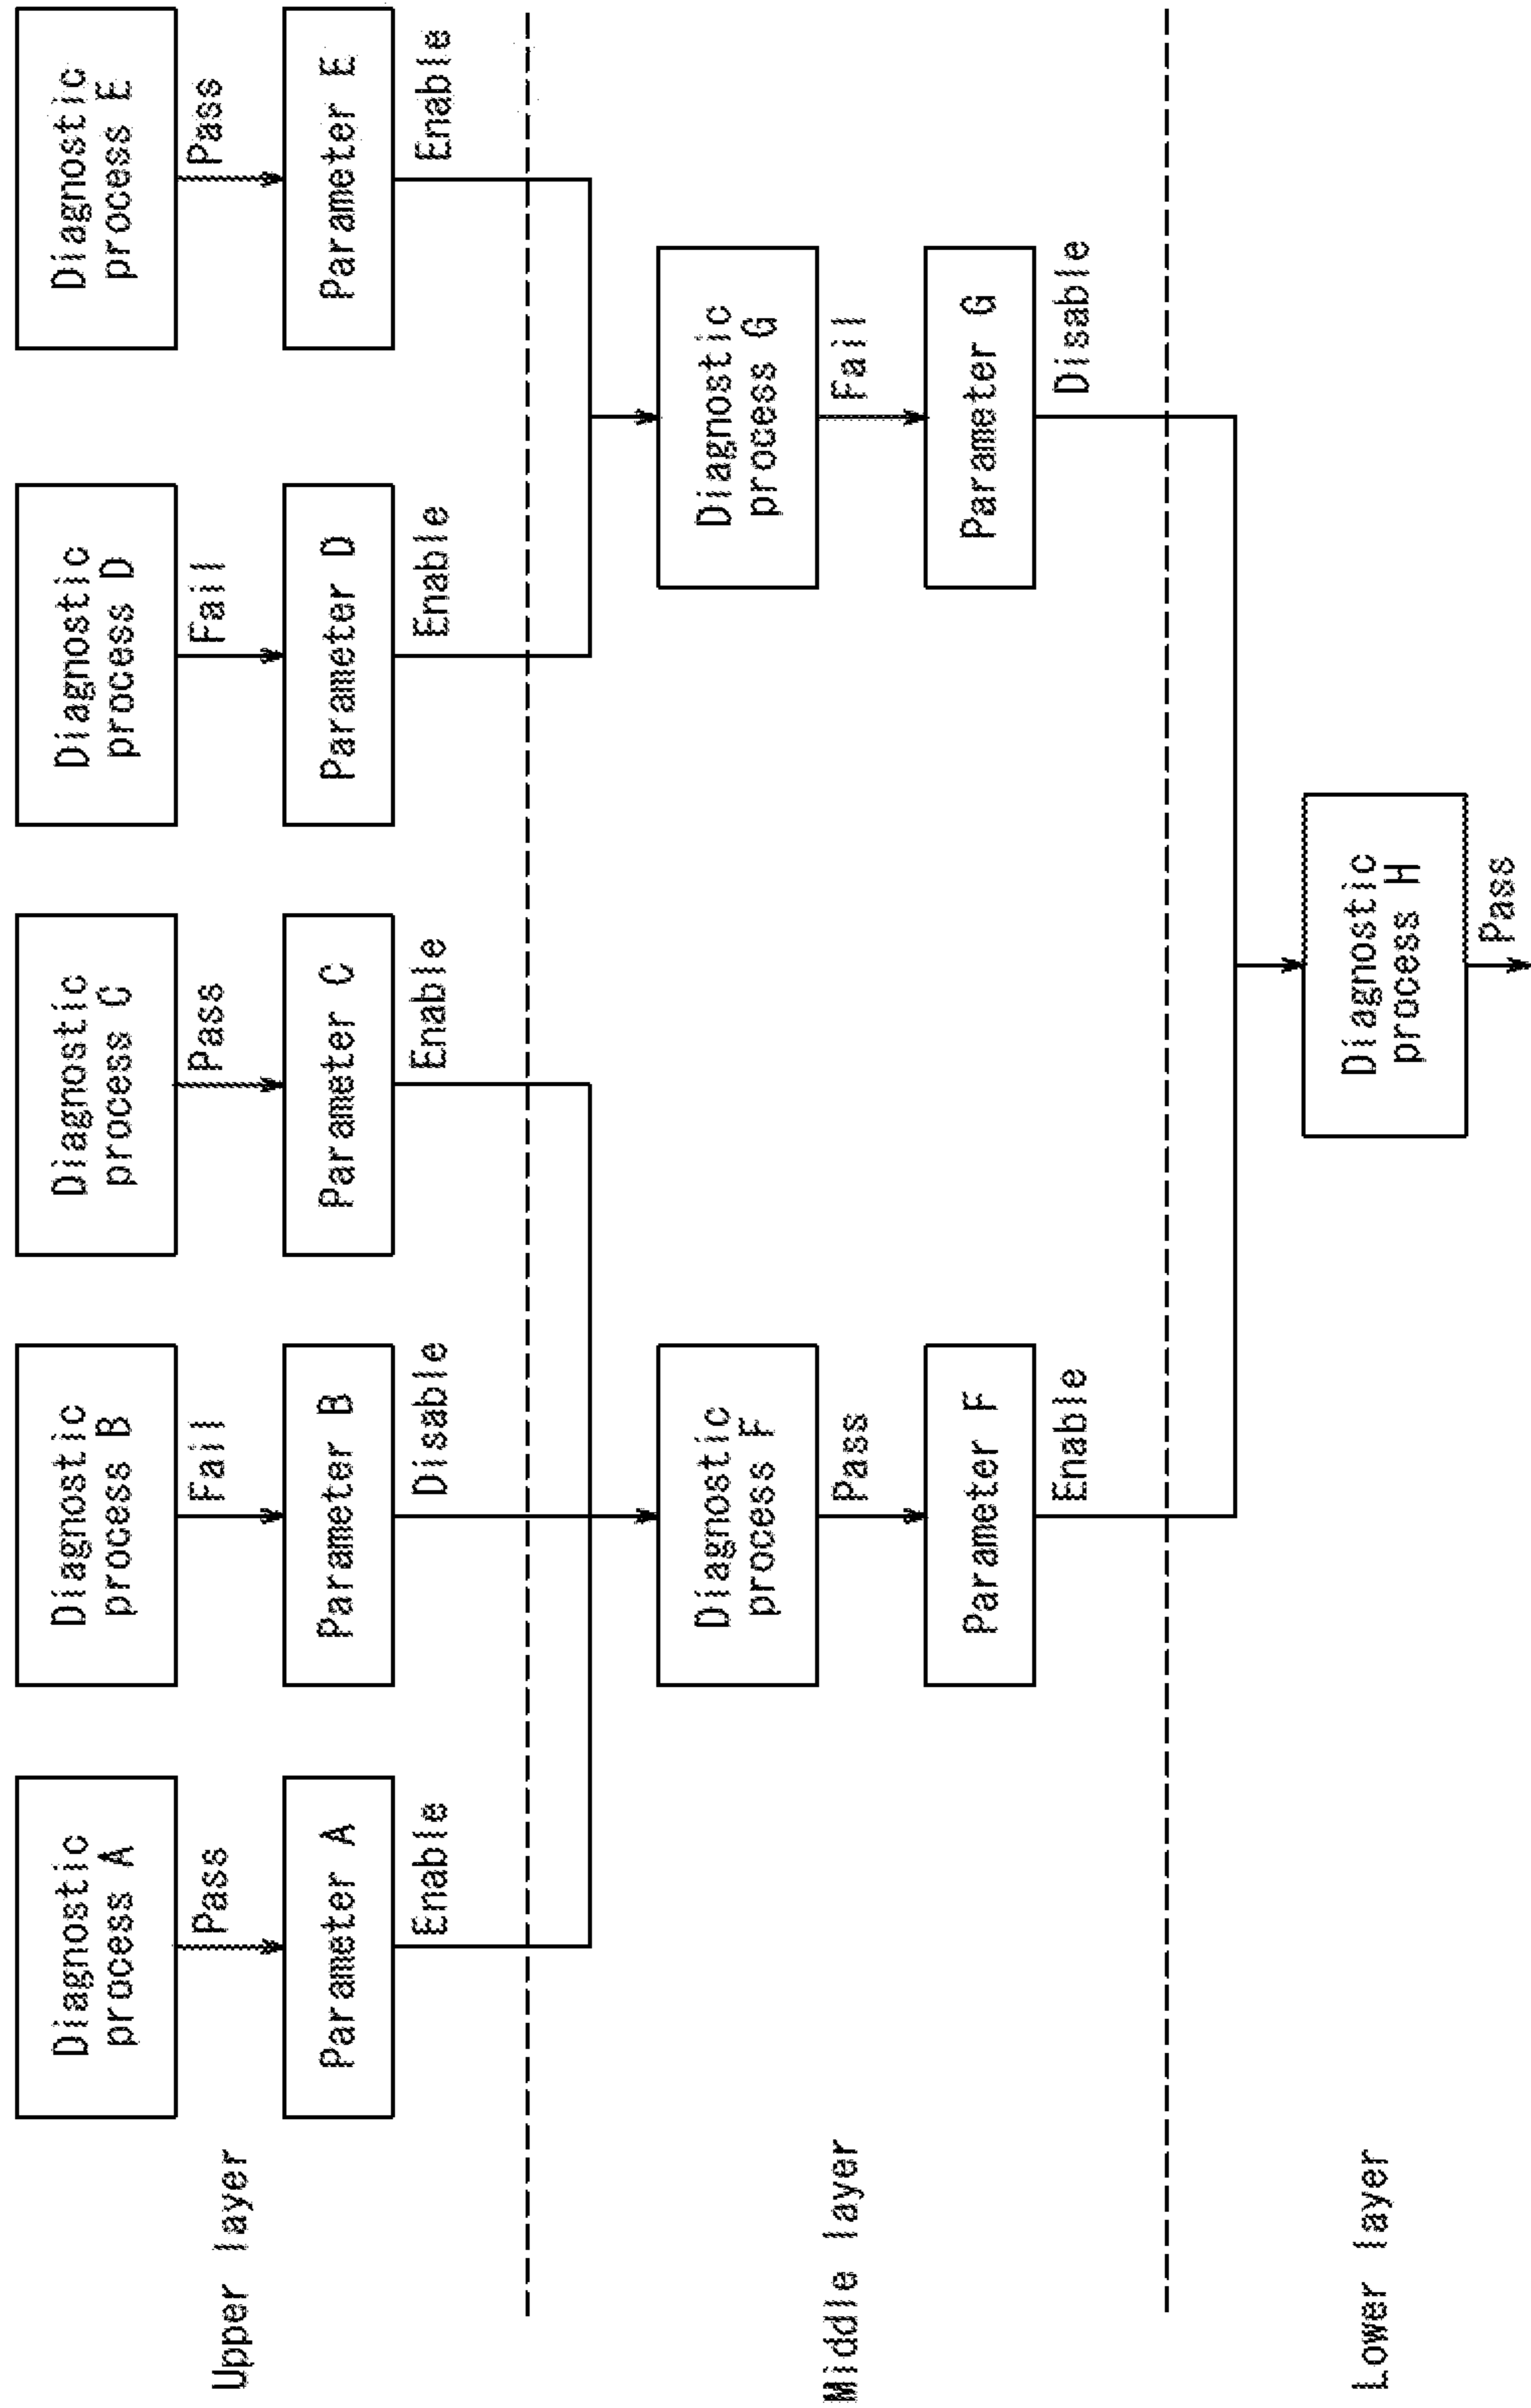 Upper layer
Diagnostic
process A
Pass
Parameter A
Enable
Diagnostic
process B
Fail
Parameter B
Disable
Diagnostic
process C
Pass
Parameter C
Enable
Diagnostic
process D
Fail
Parameter D
Enable
Diagnostic
process E
Pass
Parameter E
Enable
Middle layer
Diagnostic
process F
Pass
Parameter F
Enable
Diagnostic
process G
Fail
Parameter G
Disable
Lower layer
Diagnostic
process H
Pass